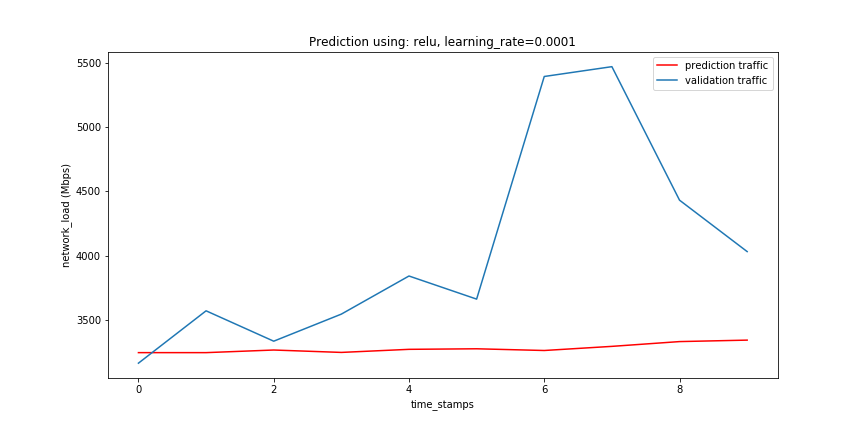 Prediction using: relu, learning_rate=0.0001
prediction traffic
validation traffic
5500
5000
4500
4000
3500
network_load (Mbps)
0 2 4 6 8
time_stamps